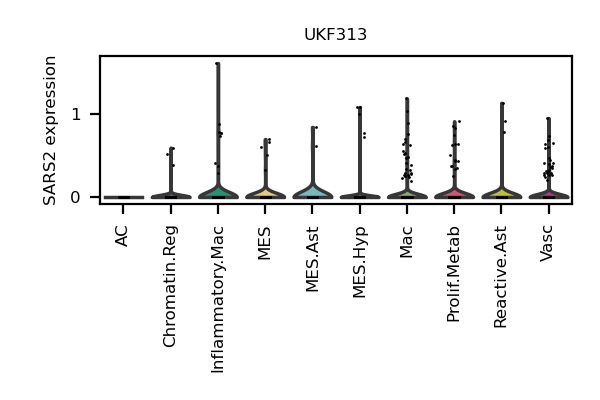 UKF313
SARS2 expression
1
0
AC
Chromatin.Reg
Inflammatory.Mac
MES
MES.Ast
MES.Hyp
Mac
Prolif.Metab
Reactive.Ast
Vasc